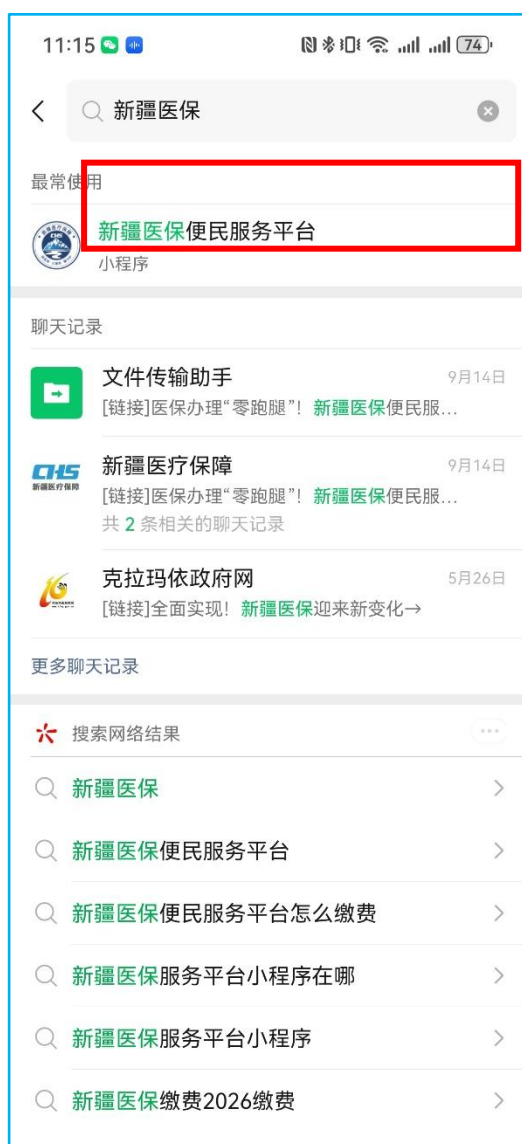 11:15
74
新疆医保
最常使用
新疆医保便民服务平台
小程序
聊天记录
文件传输助手 9月14日
[链接]医保办理“零跑腿”！新疆医保便民服...
CHS
新疆医疗保障
新疆医疗保障 9月14日
[链接]医保办理“零跑腿”！新疆医保便民服...
共 2 条相关的聊天记录
克拉玛依政府网 5月26日
[链接]全面实现！新疆医保迎来新变化→
更多聊天记录
搜索网络结果
新疆医保
新疆医保便民服务平台
新疆医保便民服务平台怎么缴费
新疆医保服务平台小程序在哪
新疆医保服务平台小程序
新疆医保缴费2026缴费